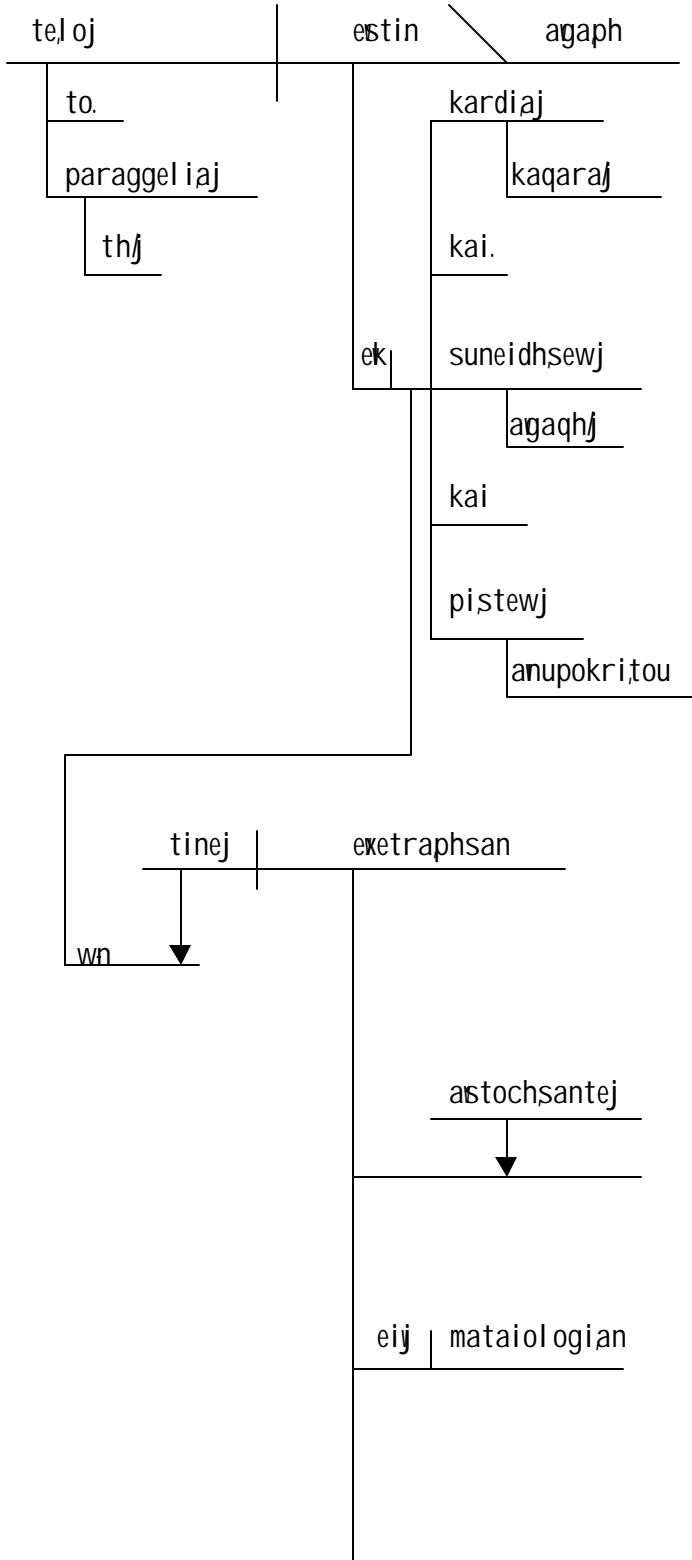 te,loj evstin avga,ph
to. kardi,aj
paraggeli,aj kaqara/j
th/j kai.
evk suneidh,sewj
avgaqh/j
kai
pi,stewj
avnupokri,tou
tinej evxetra,phsan
w-n
avstoch,santej
eivj mataiologi,an